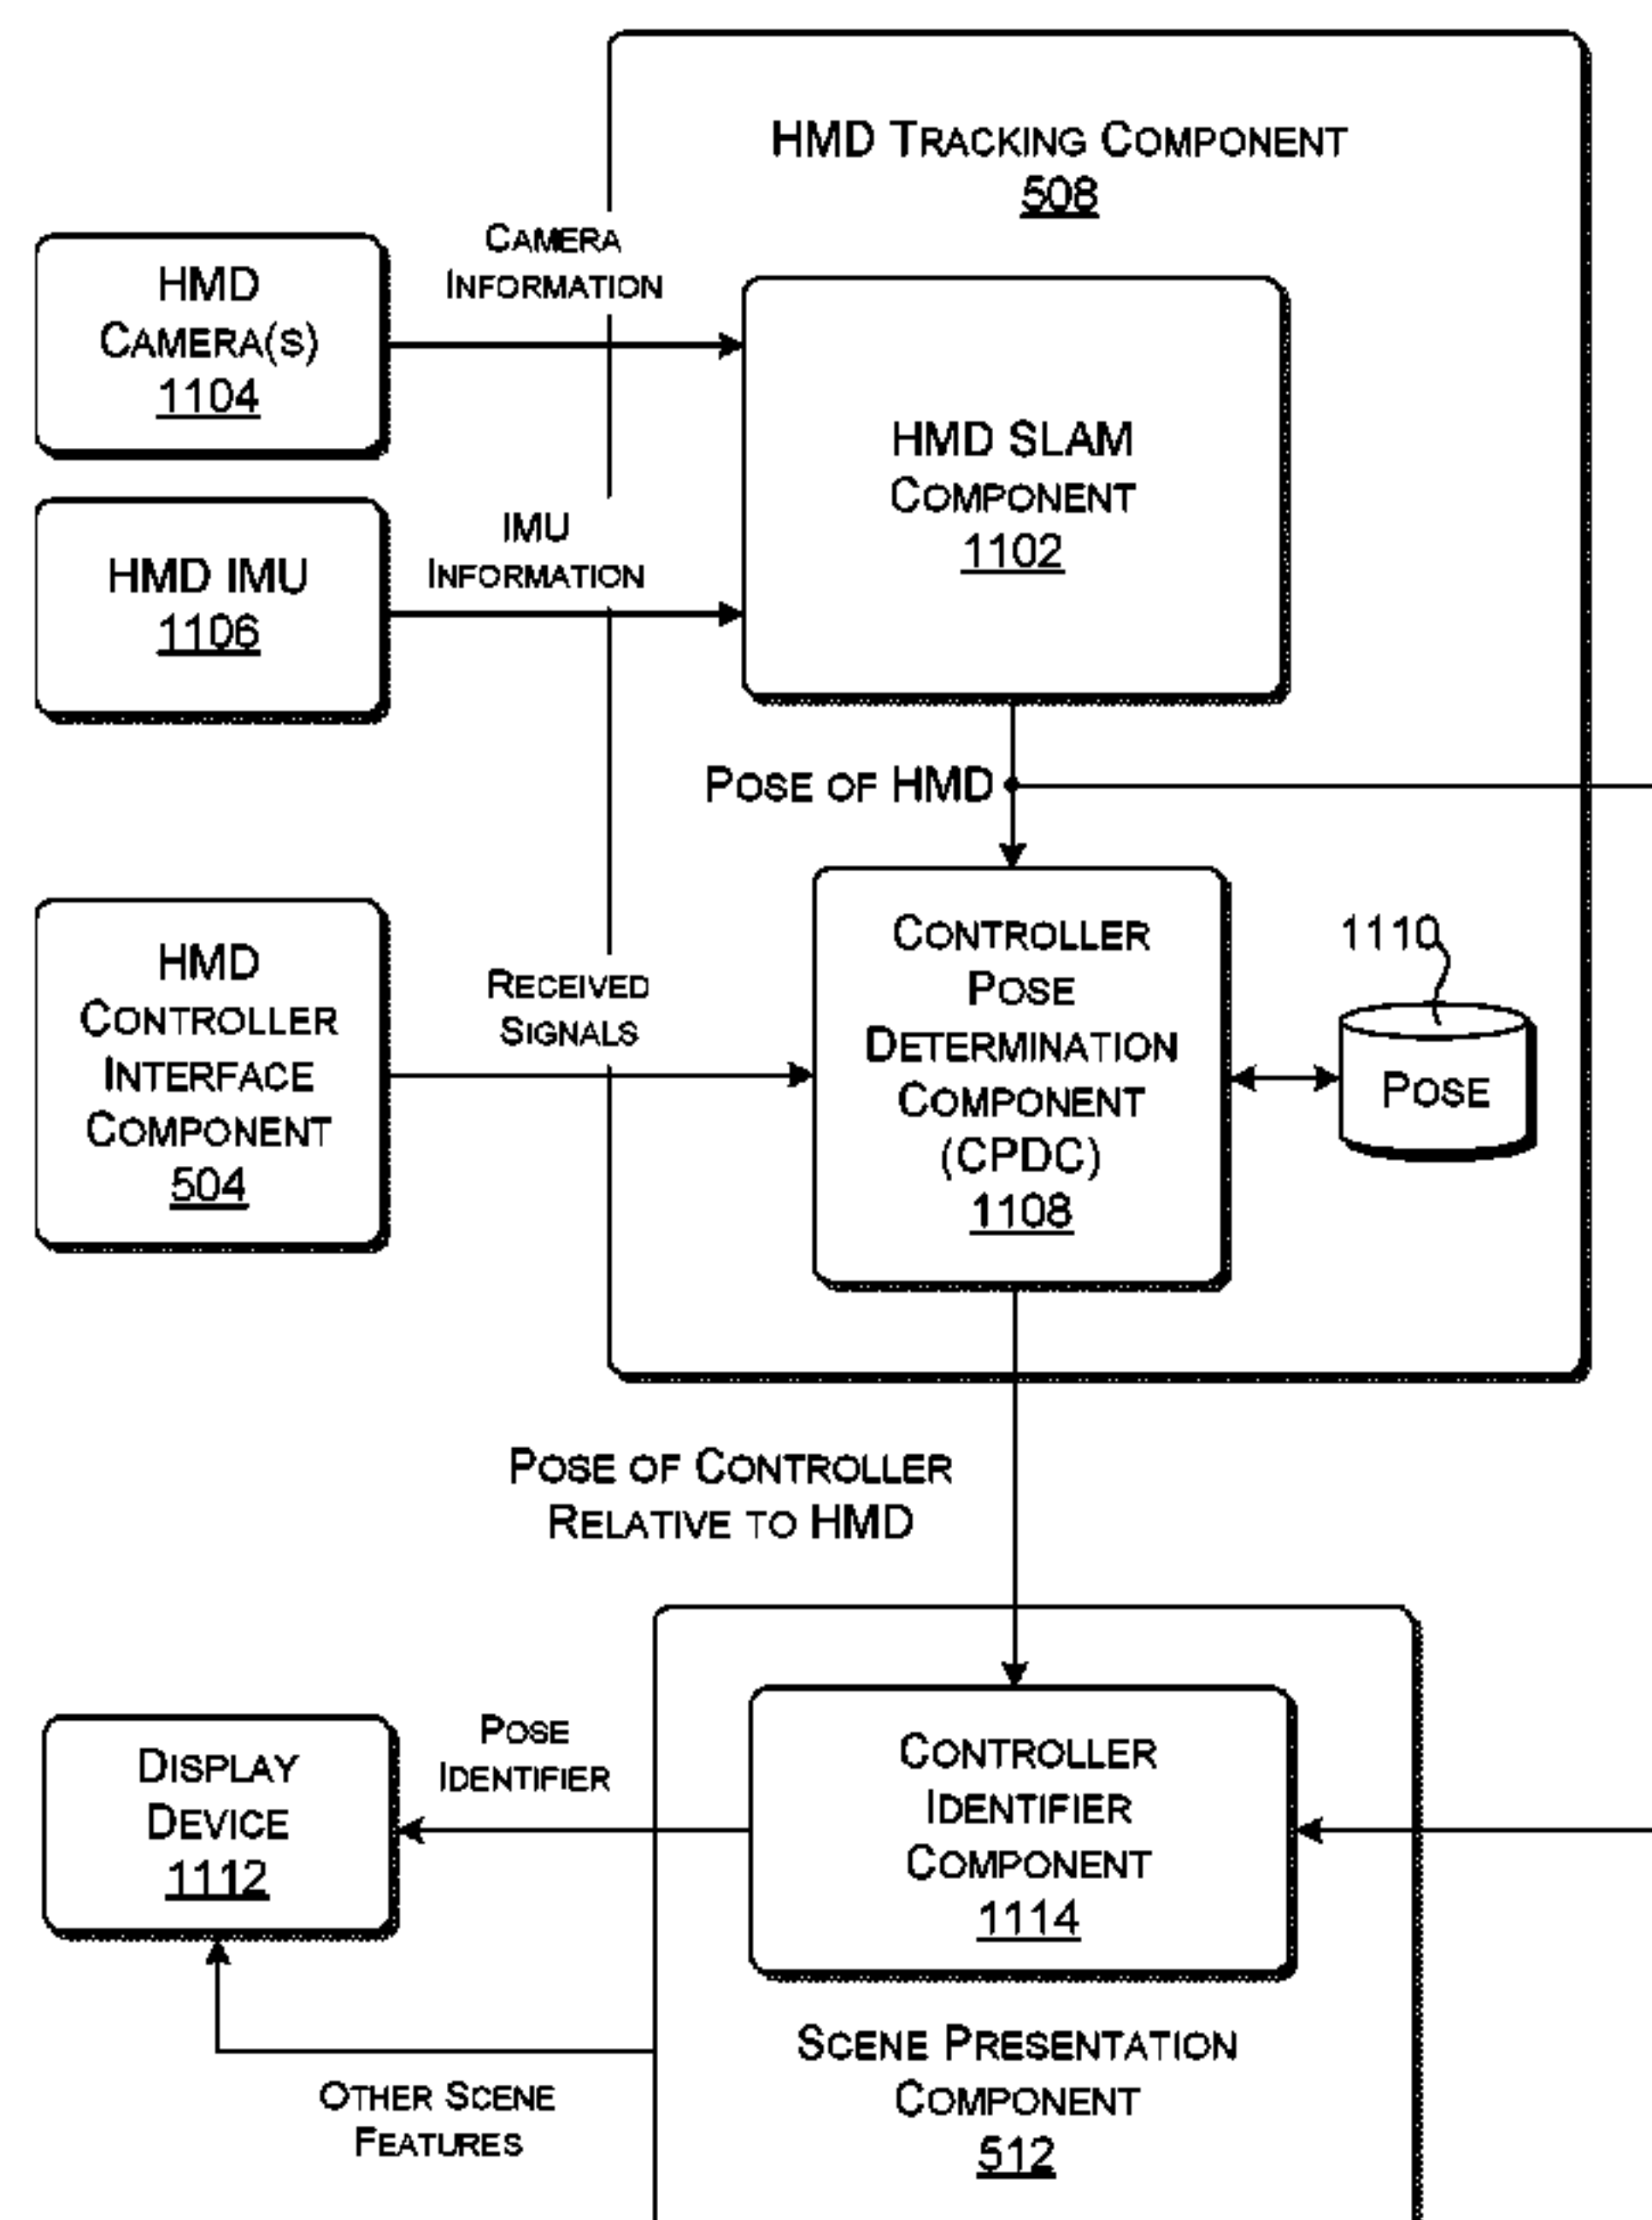 HMD TRACKING COMPONENT
508
CAMERA
INFORMATION
HMD
CAMERA(S)
1104
HMD SLAM
COMPONENT
1102
IMU
INFORMATION
HMD IMU
1106
POSE OF HMD
HMD
CONTROLLER
INTERFACE
COMPONENT
504
RECEIVED
SIGNALS
CONTROLLER
POSE
DETERMINATION
COMPONENT
(CPDC)
1108
1110
POSE
POSE OF CONTROLLER
RELATIVE TO HMD
DISPLAY
DEVICE
1112
POSE
IDENTIFIER
CONTROLLER
IDENTIFIER
COMPONENT
1114
OTHER SCENE
FEATURES
SCENE PRESENTATION
COMPONENT
512